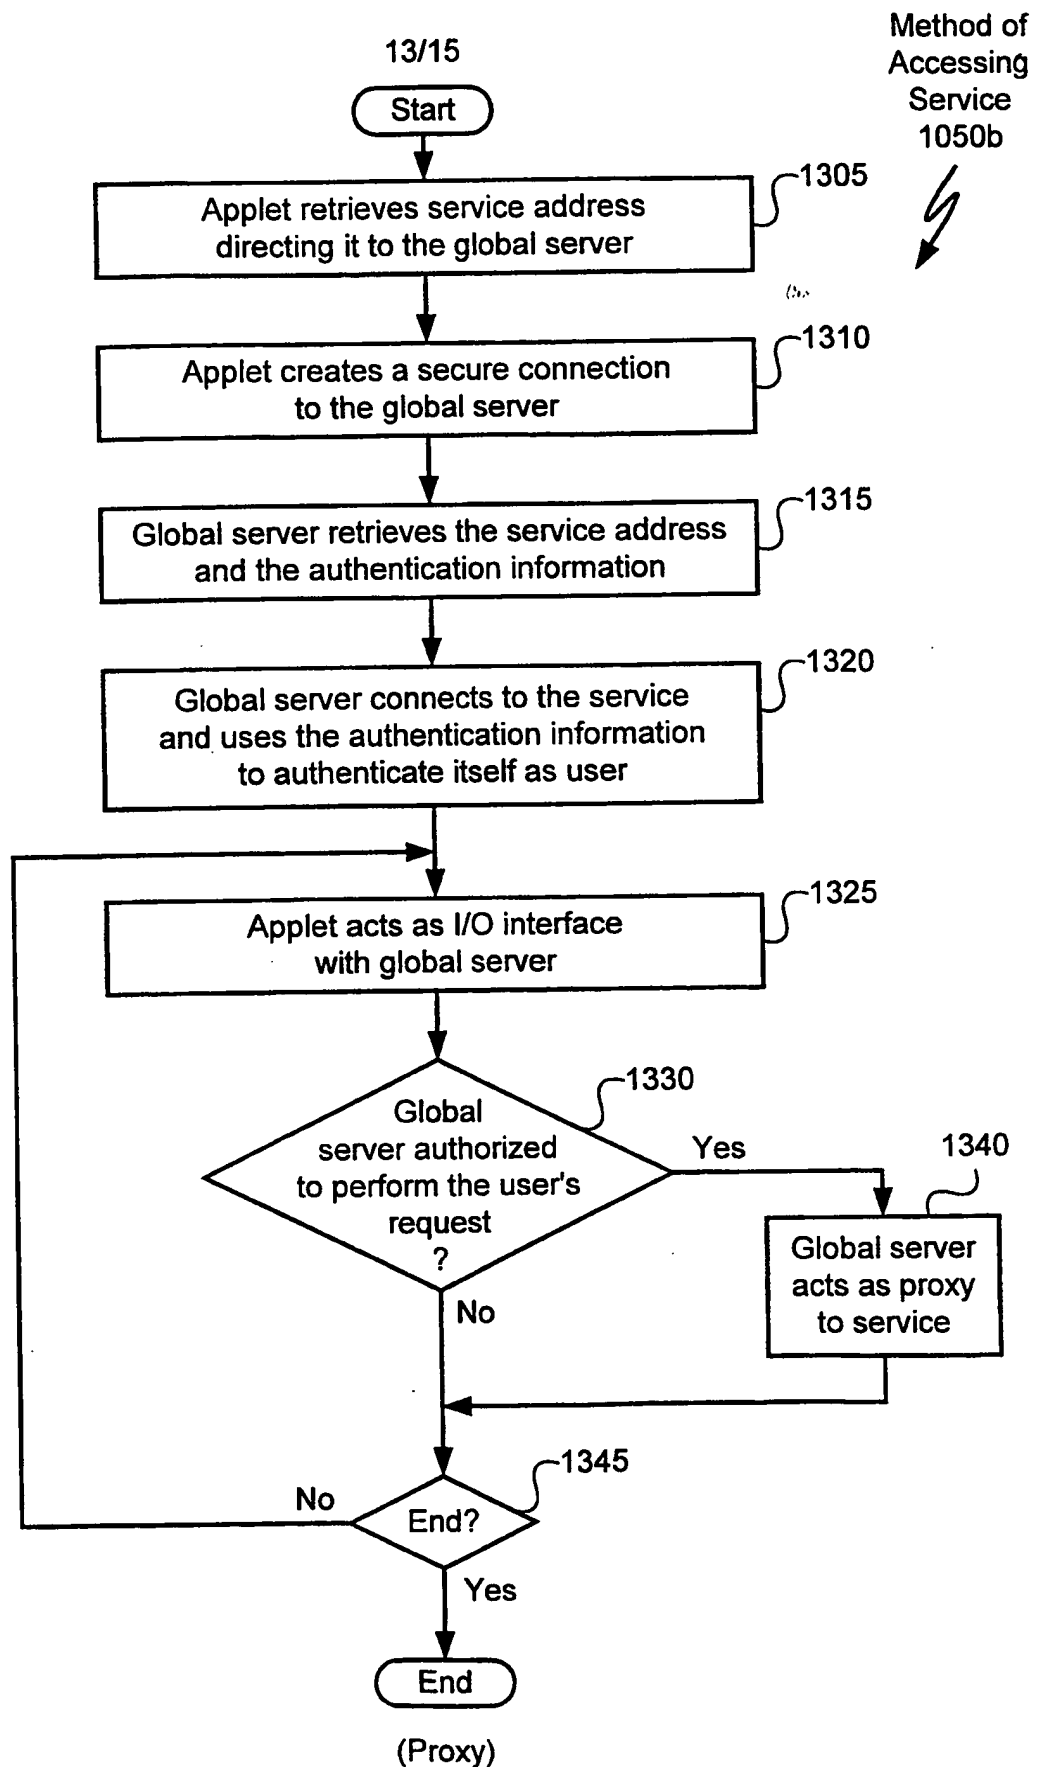 13/15
Method of
Accessing
Service
1050b
Start
1305
Applet retrieves service address
directing it to the global server
1310
Applet creates a secure connection
to the global server
1315
Global server retrieves the service address
and the authentication information
1320
Global server connects to the service
and uses the authentication information
to authenticate itself as user
1325
Applet acts as I/O interface
with global server
1330
Global
server authorized
to perform the user's
request
?
Yes
1340
Global server
acts as proxy
to service
No
1345
End?
No
Yes
End
(Proxy)